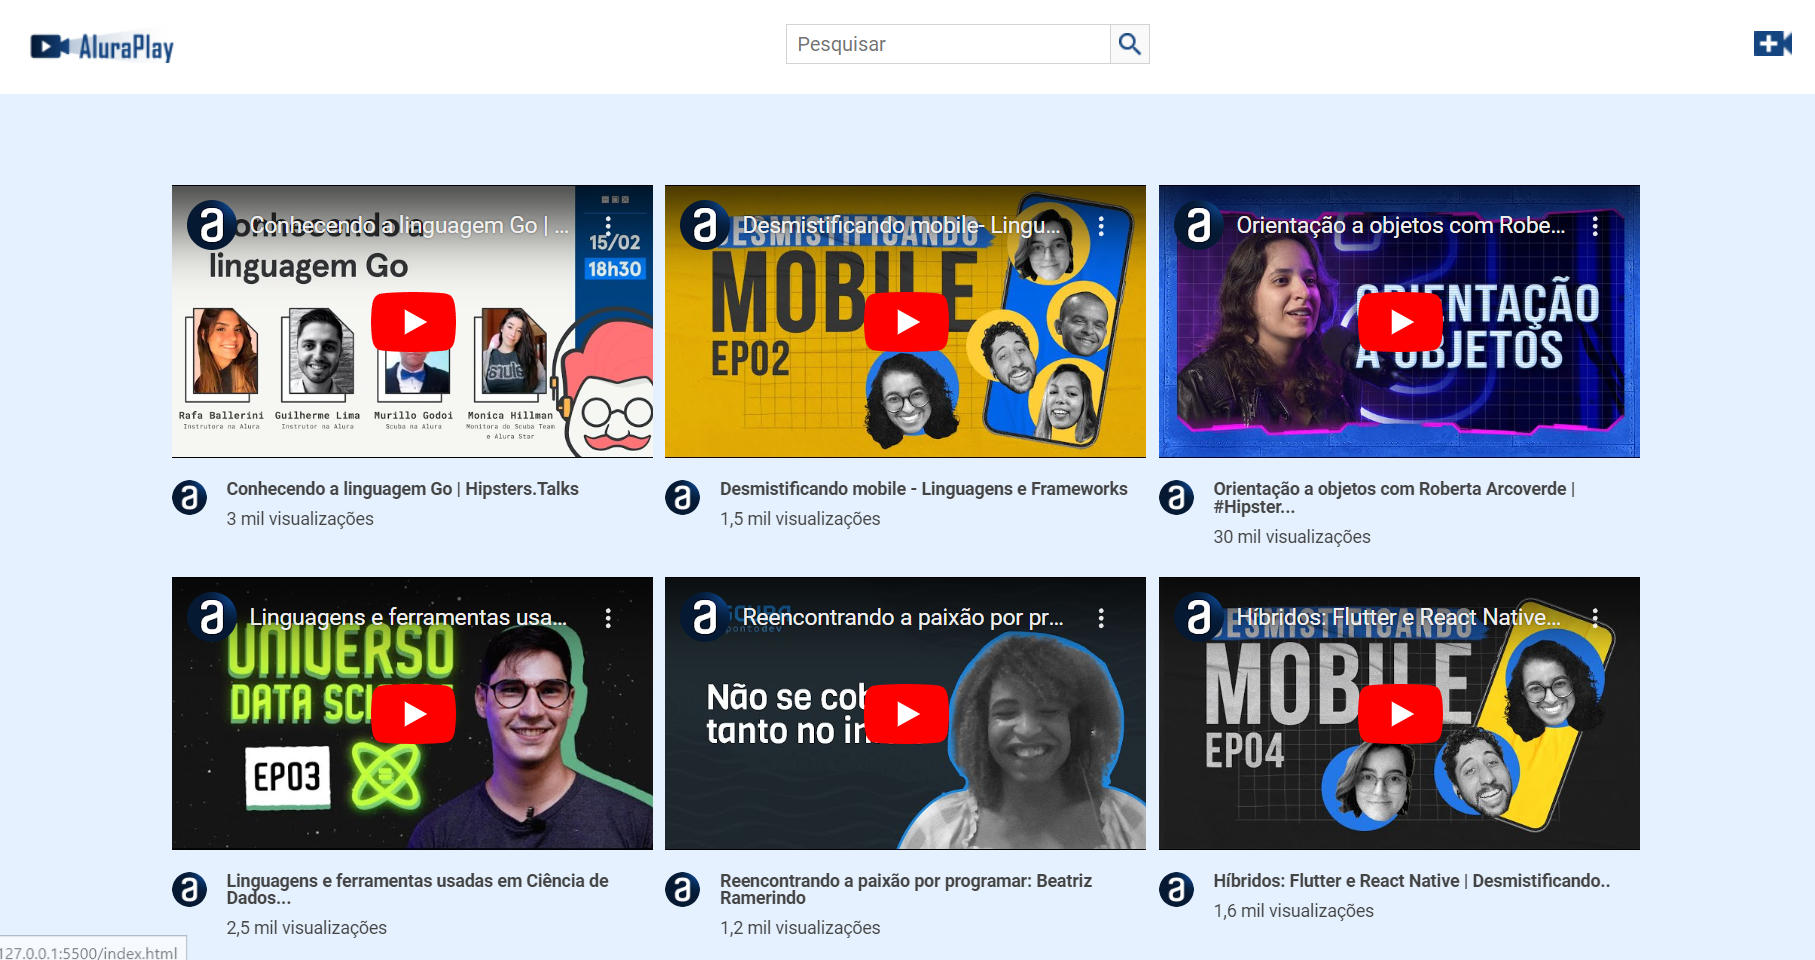 AluraPlay
Pesquisar
Conhecendo a linguagem Go | ...
Conhecendo a
linguagem Go
15/02
18h30
Rafa Ballerini
Instrutora na Alura
Guilherme Lima
Instrutor na Alura
Murillo Godoi
Scuba na Alura
Monica Hillman
Monitora do Scuba Team
e Alura Star
Desmistificando mobile- Lingu...
DESMISTIFICANDO
MOBILE
EP02
Orientação a objetos com Robe...
ORIENTAÇÃO
A OBJETOS
Conhecendo a linguagem Go | Hipsters.Talks
3 mil visualizações
Desmistificando mobile - Linguagens e Frameworks
1,5 mil visualizações
Orientação a objetos com Roberta Arcoverde |
#Hipster...
30 mil visualizações
Linguagens e ferramentas usa...
UNIVERSO
DATA SCI
EP03
Reencontrando a paixão por pr...
pontodev
Não se cob
tanto no in
Híbridos: Flutter e React Native...
DESMISTIFICANDO
MOBILE
EP04
Linguagens e ferramentas usadas em Ciência de
Dados...
2,5 mil visualizações
Reencontrando a paixão por programar: Beatriz
Ramerindo
1,2 mil visualizações
Híbridos: Flutter e React Native | Desmistificando..
1,6 mil visualizações
127.0.0.1:5500/index.html